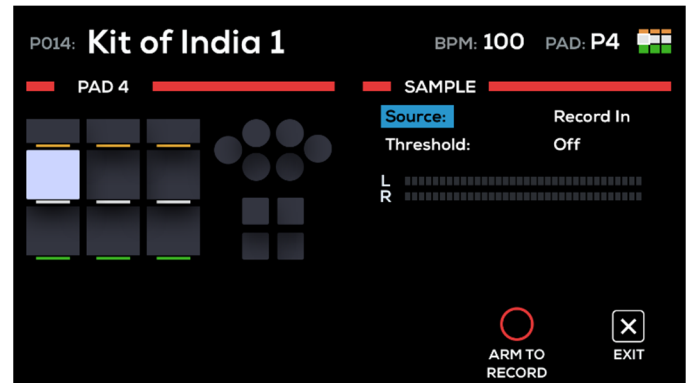 P014: Kit of India 1 BPM: 100 PAD: P4
PAD 4
SAMPLE
Source: Record In
Threshold: Off
L
R
ARM TO
RECORD
EXIT